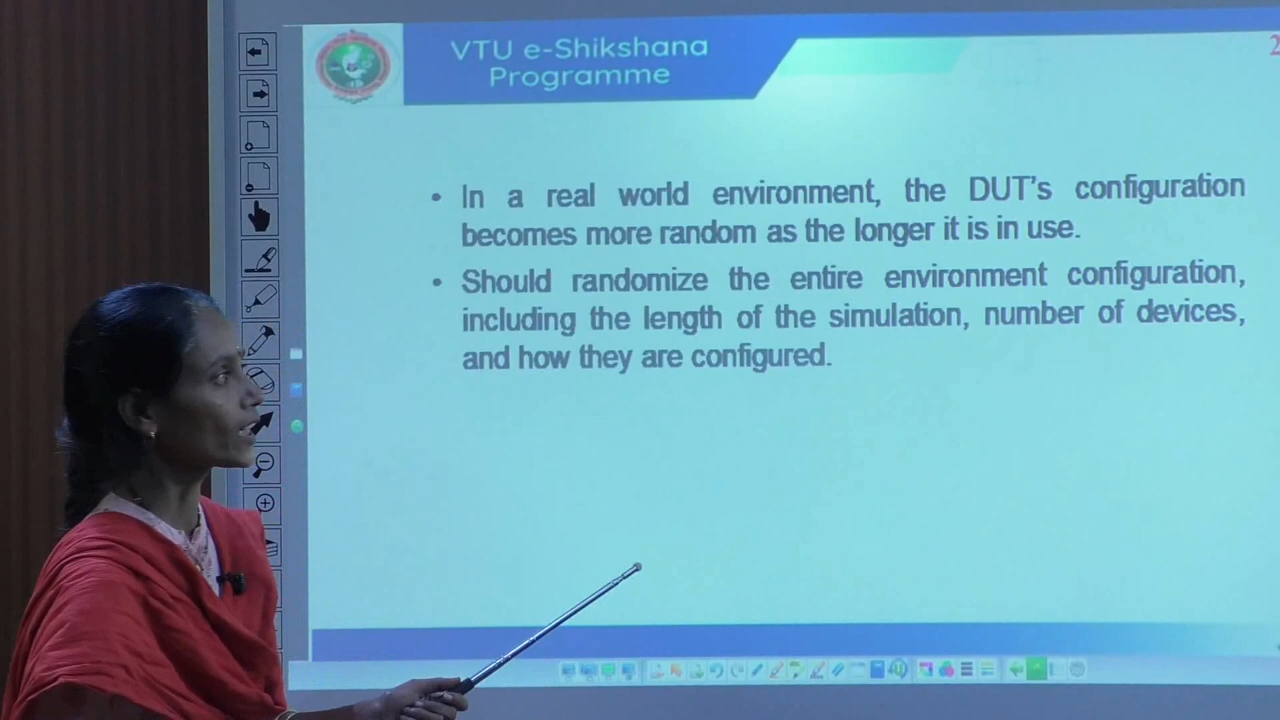 VTU e-Shikshana
Programme
2
• In a real world environment, the DUT's configuration
becomes more random as the longer it is in use.
• Should randomize the entire environment configuration,
including the length of the simulation, number of devices,
and how they are configured.